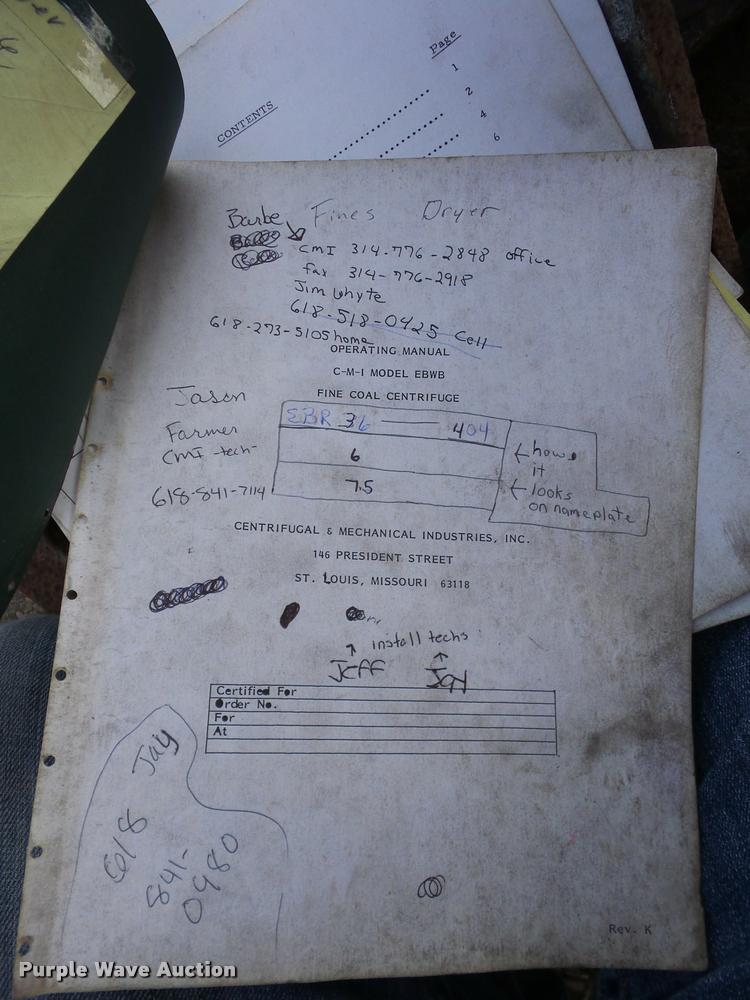 Page
CONTENTS
1
2
4
6
Barbe Fines Dryer
CMI 314-776-2848 office
fax 314-776-2918
Jim Whyte
618-518-0425 Cell
618-273-5105 home
OPERATING MANUAL
C-M-I MODEL EBWB
FINE COAL CENTRIFUGE
Jason
Farmer
CMI -tech-
618-841-7114
EBR 36 404
6
7.5
how
it
looks
on nameplate
CENTRIFUGAL & MECHANICAL INDUSTRIES, INC.
146 PRESIDENT STREET
ST. LOUIS, MISSOURI 63118
install techs
Jeff Jay
Certified For
Order No.
For
At
Jay
618
841-
0980
Rev. K
Purple Wave Auction